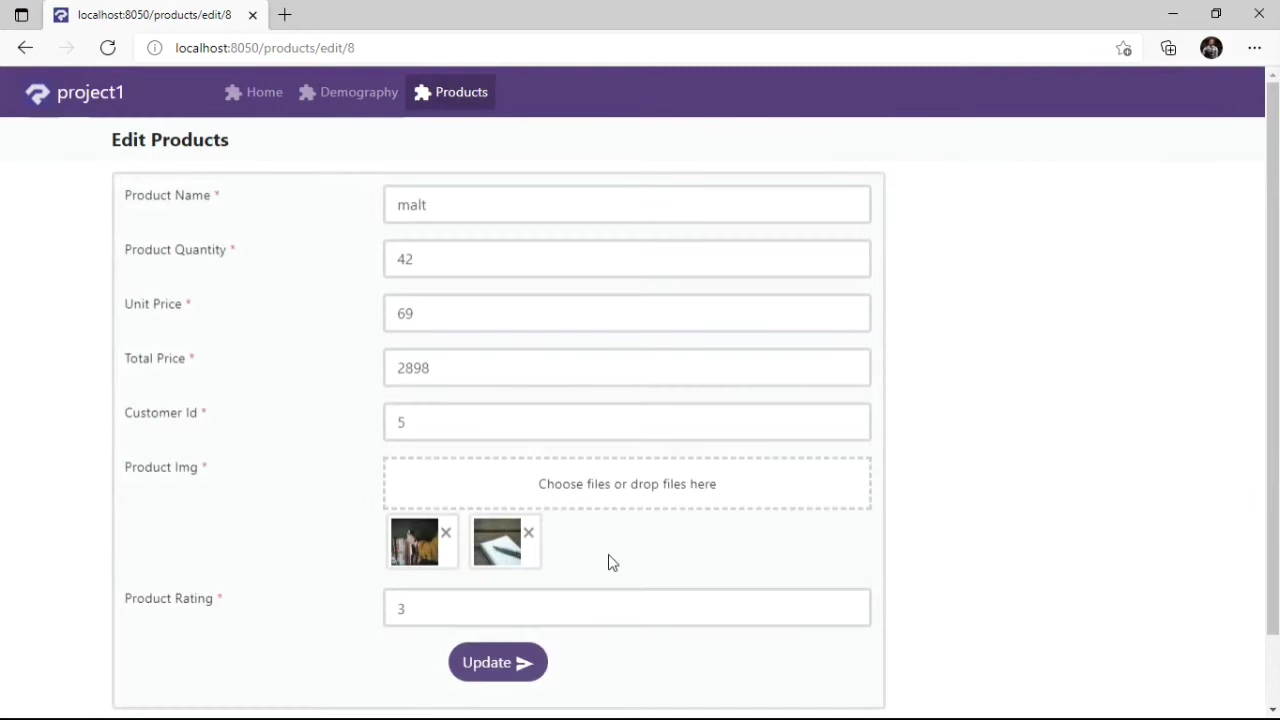 localhost:8050/products/edit/8
localhost:8050/products/edit/8
project1 Home Demography Products
Edit Products
Product Name * malt
Product Quantity * 42
Unit Price * 69
Total Price * 2898
Customer Id * 5
Product Img * Choose files or drop files here
Product Rating * 3
Update